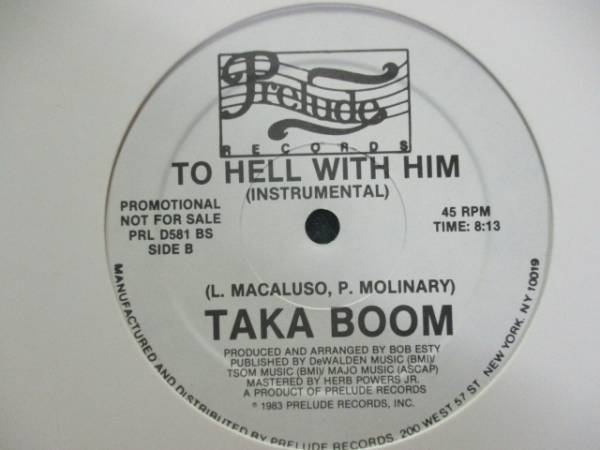 Prelude
RECORDS
TO HELL WITH HIM
(INSTRUMENTAL)
PROMOTIONAL
NOT FOR SALE
PRL D581 BS
SIDE B
45 RPM
TIME: 8:13
(L. MACALUSO, P. MOLINARY)
TAKA BOOM
PRODUCED AND ARRANGED BY BOB ESTY
PUBLISHED BY DeWALDEN MUSIC (BMI)/
TSOM MUSIC (BMI)/ MAJO MUSIC (ASCAP)
MASTERED BY HERB POWERS JR.
A PRODUCT OF PRELUDE RECORDS
℗ 1983 PRELUDE RECORDS, INC.
MANUFACTURED AND DISTRIBUTED BY PRELUDE RECORDS, 200 WEST 57 ST. NEW YORK, NY 10019